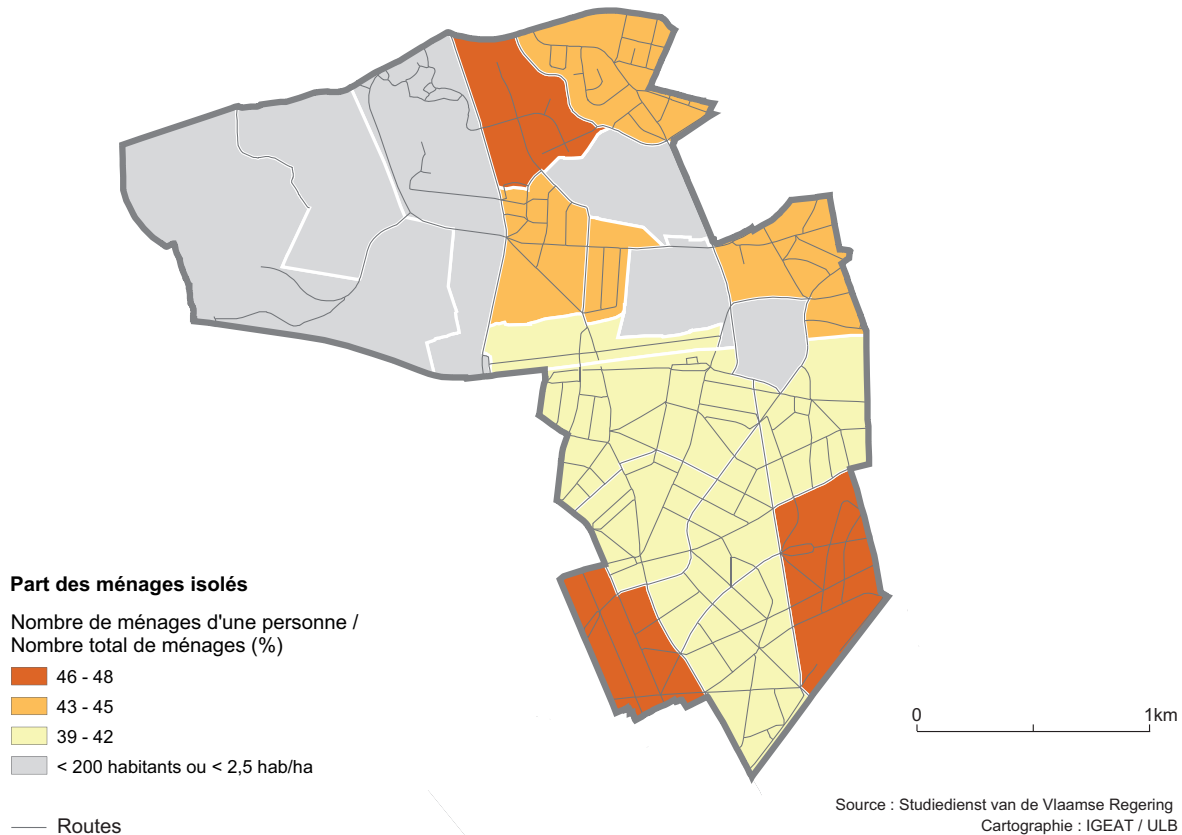 Part des ménages isolés
Nombre de ménages d'une personne /
Nombre total de ménages (%)
46 - 48
43 - 45
39 - 42
< 200 habitants ou < 2,5 hab/ha
Routes
0 1km
Source : Studiedienst van de Vlaamse Regering
Cartographie : IGEAT / ULB